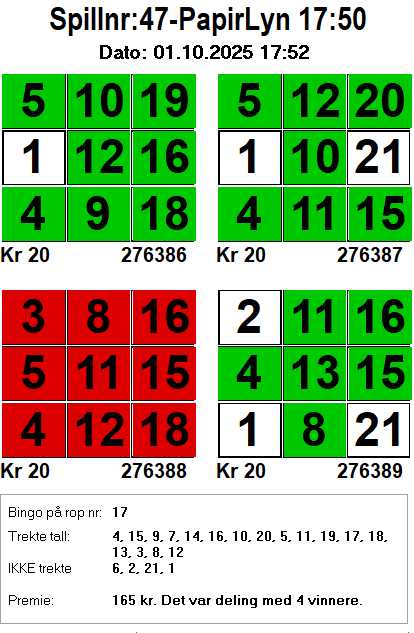 Spillnr:47-PapirLyn 17:50
Dato: 01.10.2025 17:52
5 10 19 5 12 20
1 12 16 1 10 21
4 9 18 4 11 15
Kr 20 276386 Kr 20 276387
3 8 16 2 11 16
5 11 15 4 13 15
4 12 18 1 8 21
Kr 20 276388 Kr 20 276389
Bingo på rop nr: 17
Trekte tall: 4, 15, 9, 7, 14, 16, 10, 20, 5, 11, 19, 17, 18,
13, 3, 8, 12
IKKE trekte 6, 2, 21, 1
Premie: 165 kr. Det var deling med 4 vinnere.